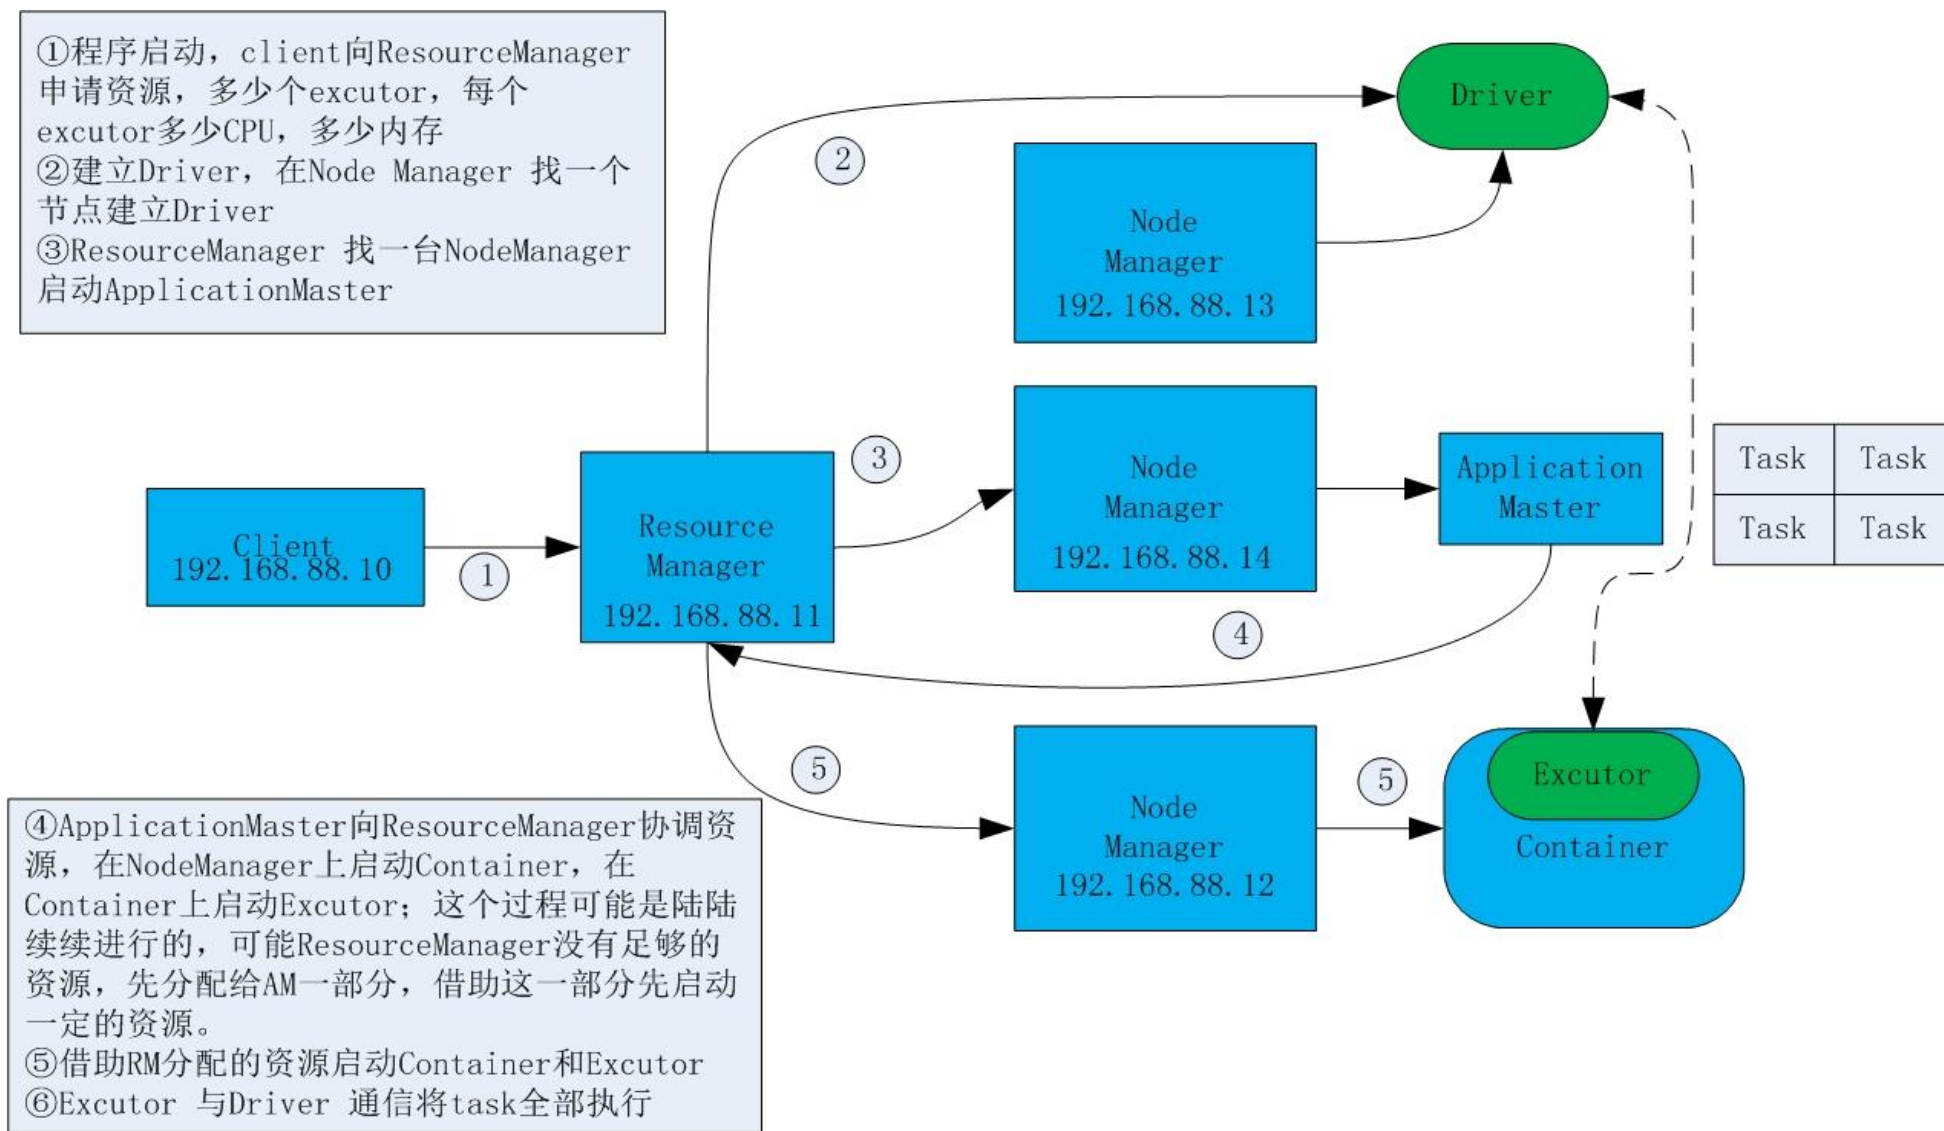 ①程序启动，client向ResourceManager
申请资源，多少个excutor，每个
excutor多少CPU，多少内存
②建立Driver，在Node Manager 找一个
节点建立Driver
③ResourceManager 找一台NodeManager
启动ApplicationMaster
Driver
②
Node
Manager
192.168.88.13
③
Node
Manager
192.168.88.14
Application
Master
Task Task
Task Task
Client
192.168.88.10
①
Resource
Manager
192.168.88.11
④
⑤
Node
Manager
192.168.88.12
⑤
Excutor
Container
④ApplicationMaster向ResourceManager协调资
源，在NodeManager上启动Container，在
Container上启动Excutor；这个过程可能是陆陆
续续进行的，可能ResourceManager没有足够的
资源，先分配给AM一部分，借助这一部分先启动
一定的资源。
⑤借助RM分配的资源启动Container和Excutor
⑥Excutor 与Driver 通信将task全部执行